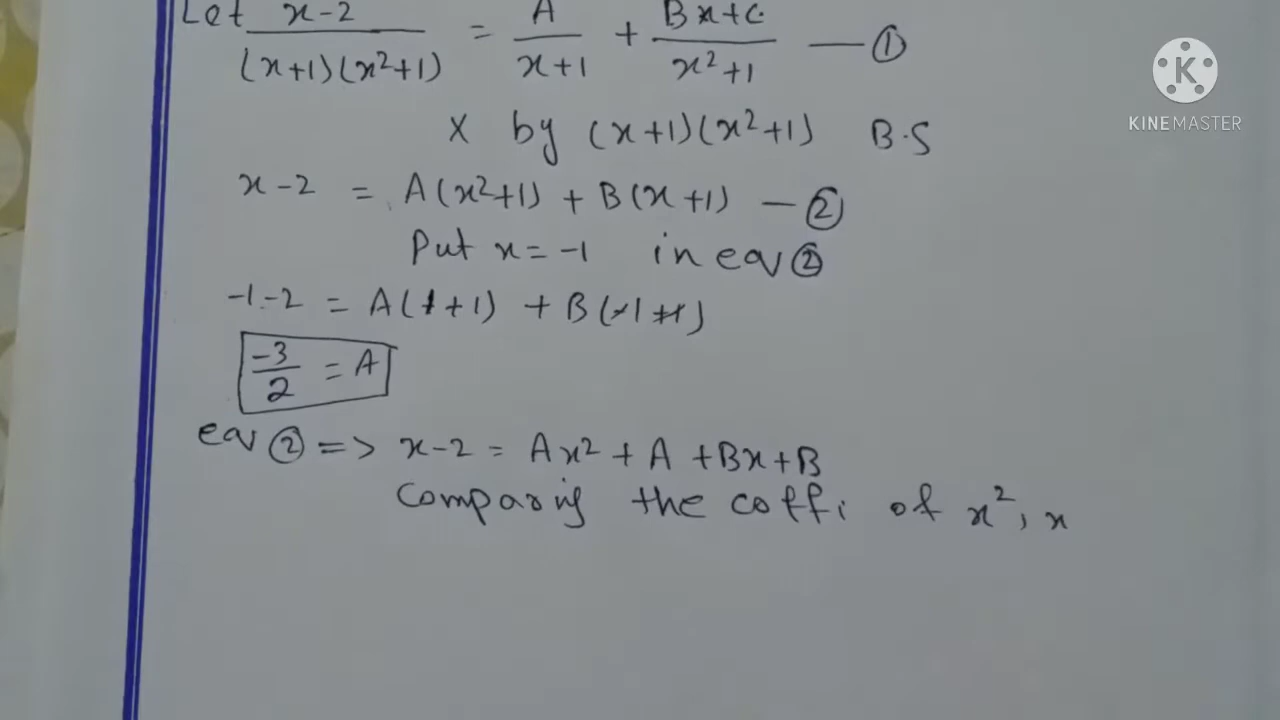 Let x-2 / (x+1)(x²+1) = A / x+1 + Bx+C / x²+1 — ①
K
KINEMASTER
× by (x+1)(x²+1) B.S
x-2 = A(x²+1) + B(x+1) — ②
Put x = -1 in eq ②
-1-2 = A(1+1) + B(-1+1)
-3/2 = A
eq ② => x-2 = Ax² + A + Bx + B
Comparing the coffi of x², x